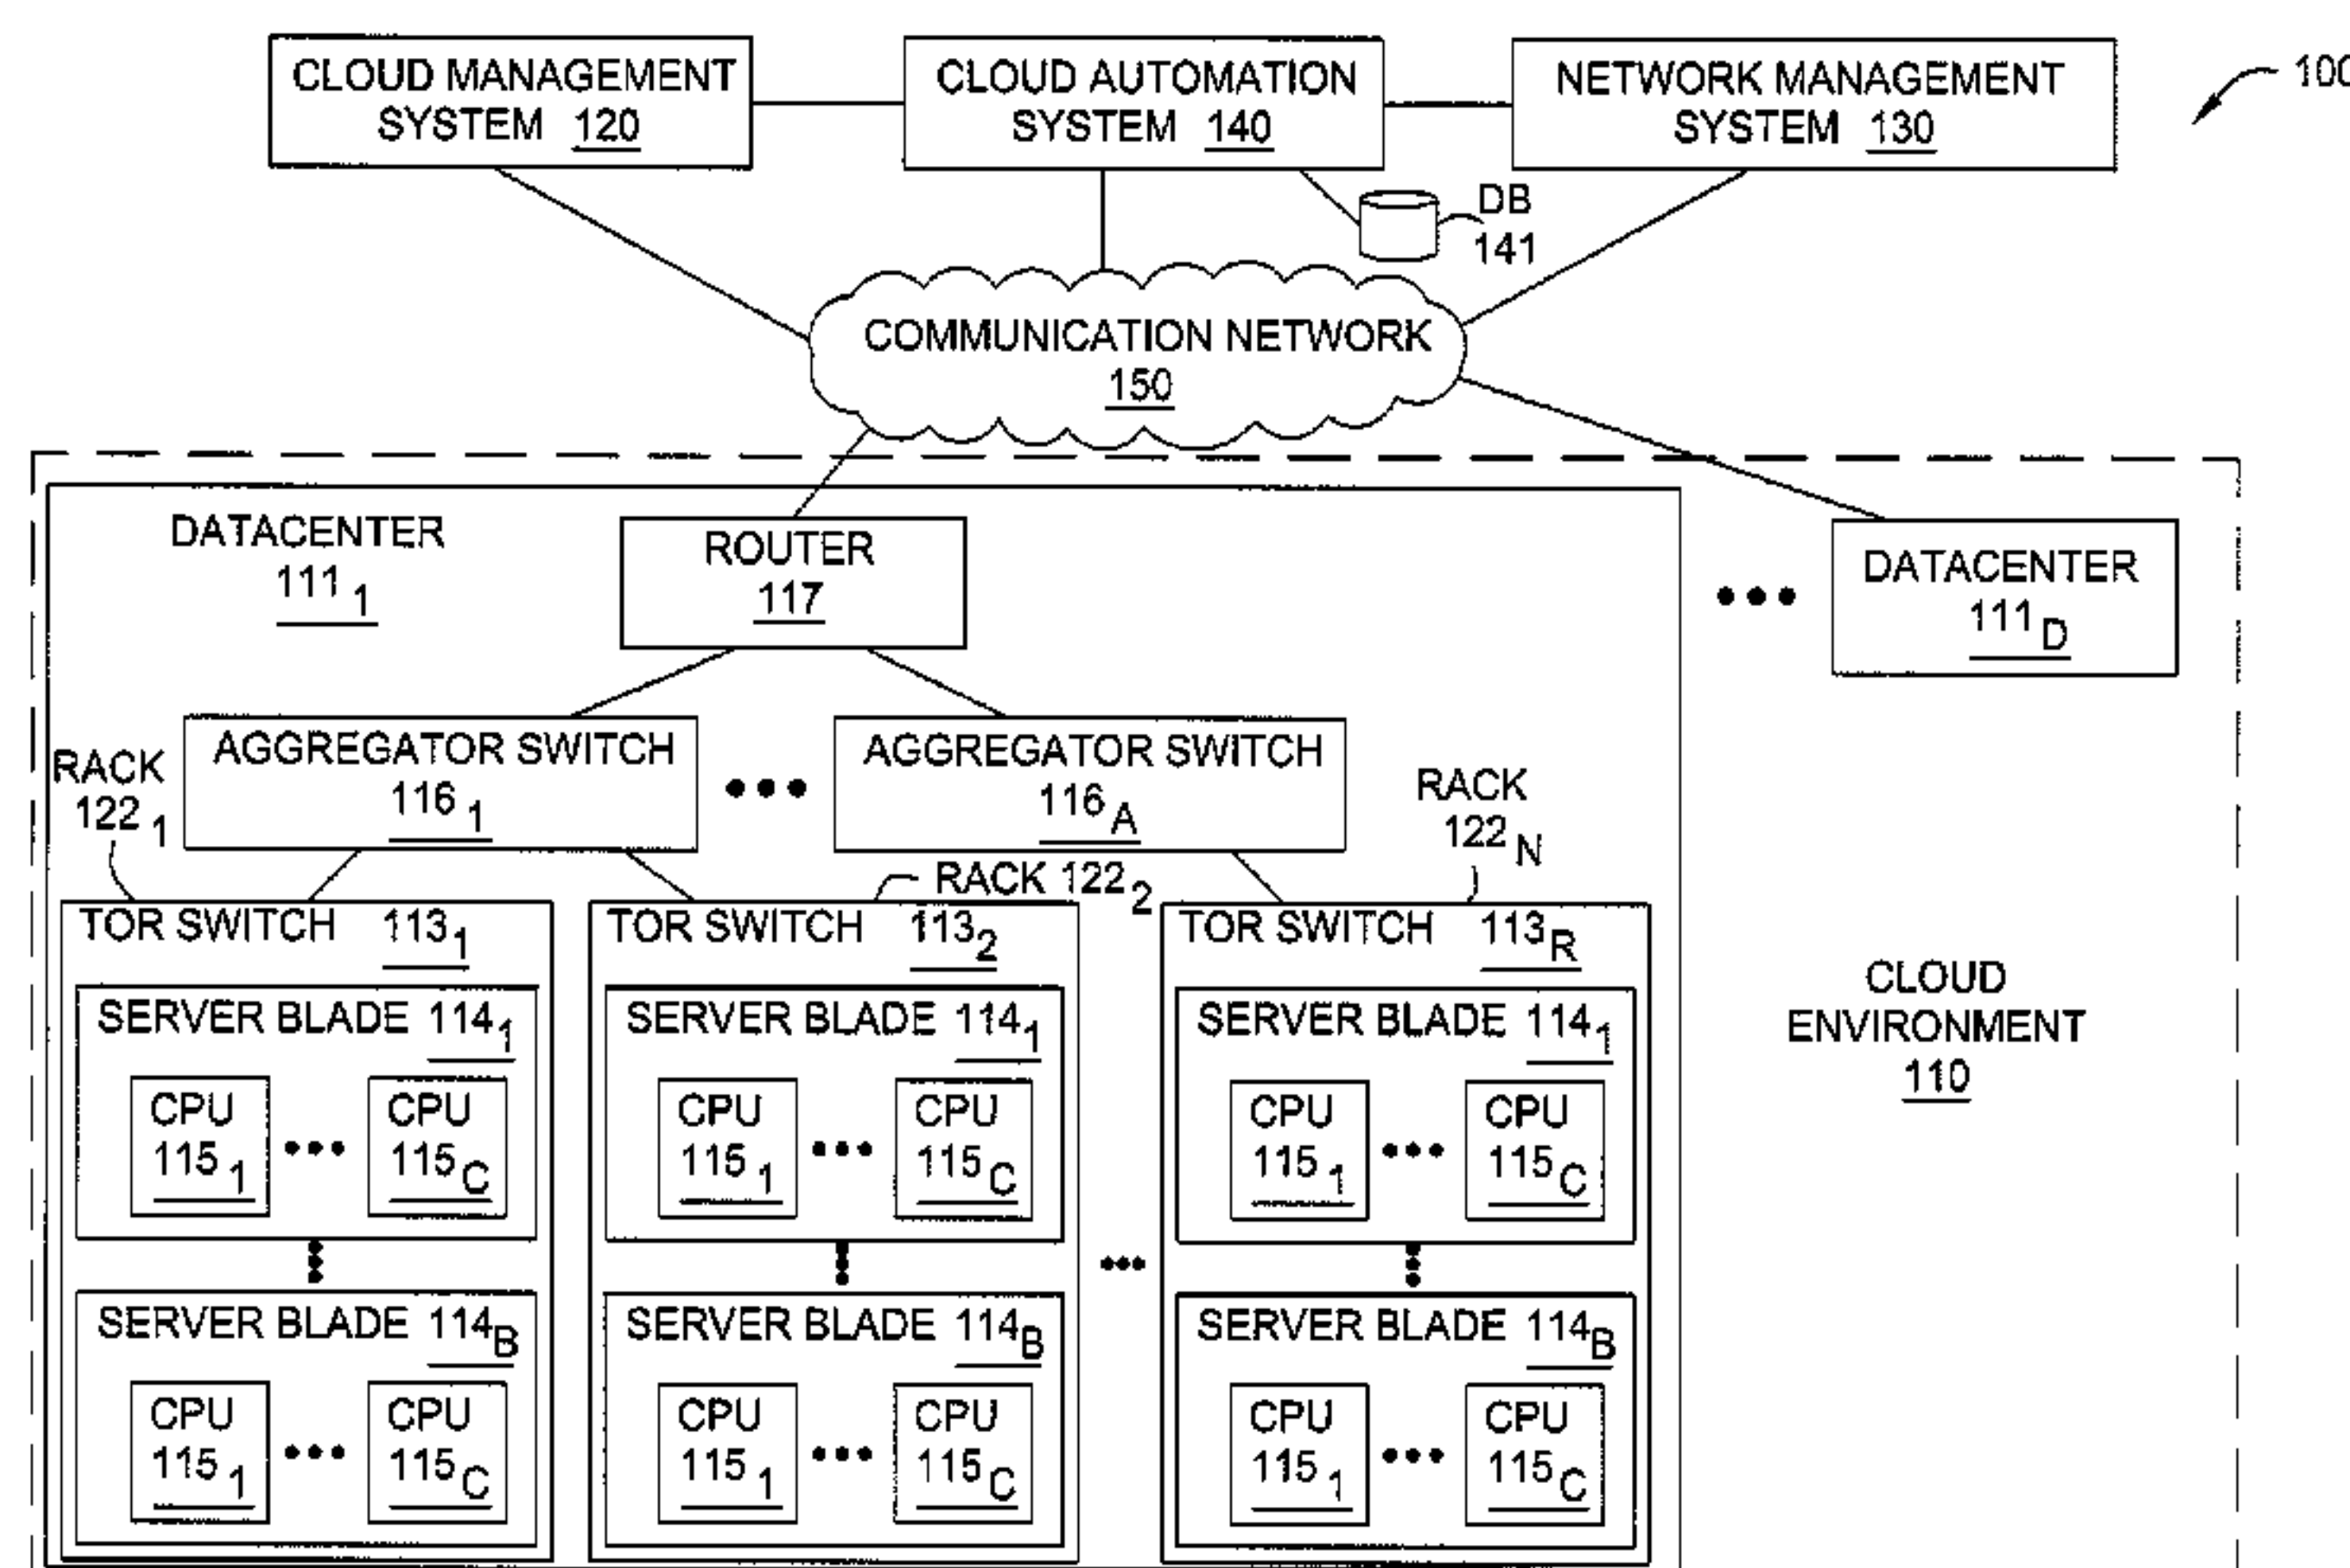 CLOUD MANAGEMENT
SYSTEM 120
CLOUD AUTOMATION
SYSTEM 140
NETWORK MANAGEMENT
SYSTEM 130
100
DB
141
COMMUNICATION NETWORK
150
DATACENTER
111 1
ROUTER
117
DATACENTER
111 D
RACK
122 1
AGGREGATOR SWITCH
116 1
AGGREGATOR SWITCH
116 A
RACK
122 N
RACK 122 2
TOR SWITCH 113 1
SERVER BLADE 114 1
CPU
115 1
CPU
115 C
SERVER BLADE 114 B
CPU
115 1
CPU
115 C
TOR SWITCH 113 2
SERVER BLADE 114 1
CPU
115 1
CPU
115 C
SERVER BLADE 114 B
CPU
115 1
CPU
115 C
TOR SWITCH 113 R
SERVER BLADE 114 1
CPU
115 1
CPU
115 C
SERVER BLADE 114 B
CPU
115 1
CPU
115 C
CLOUD
ENVIRONMENT
110